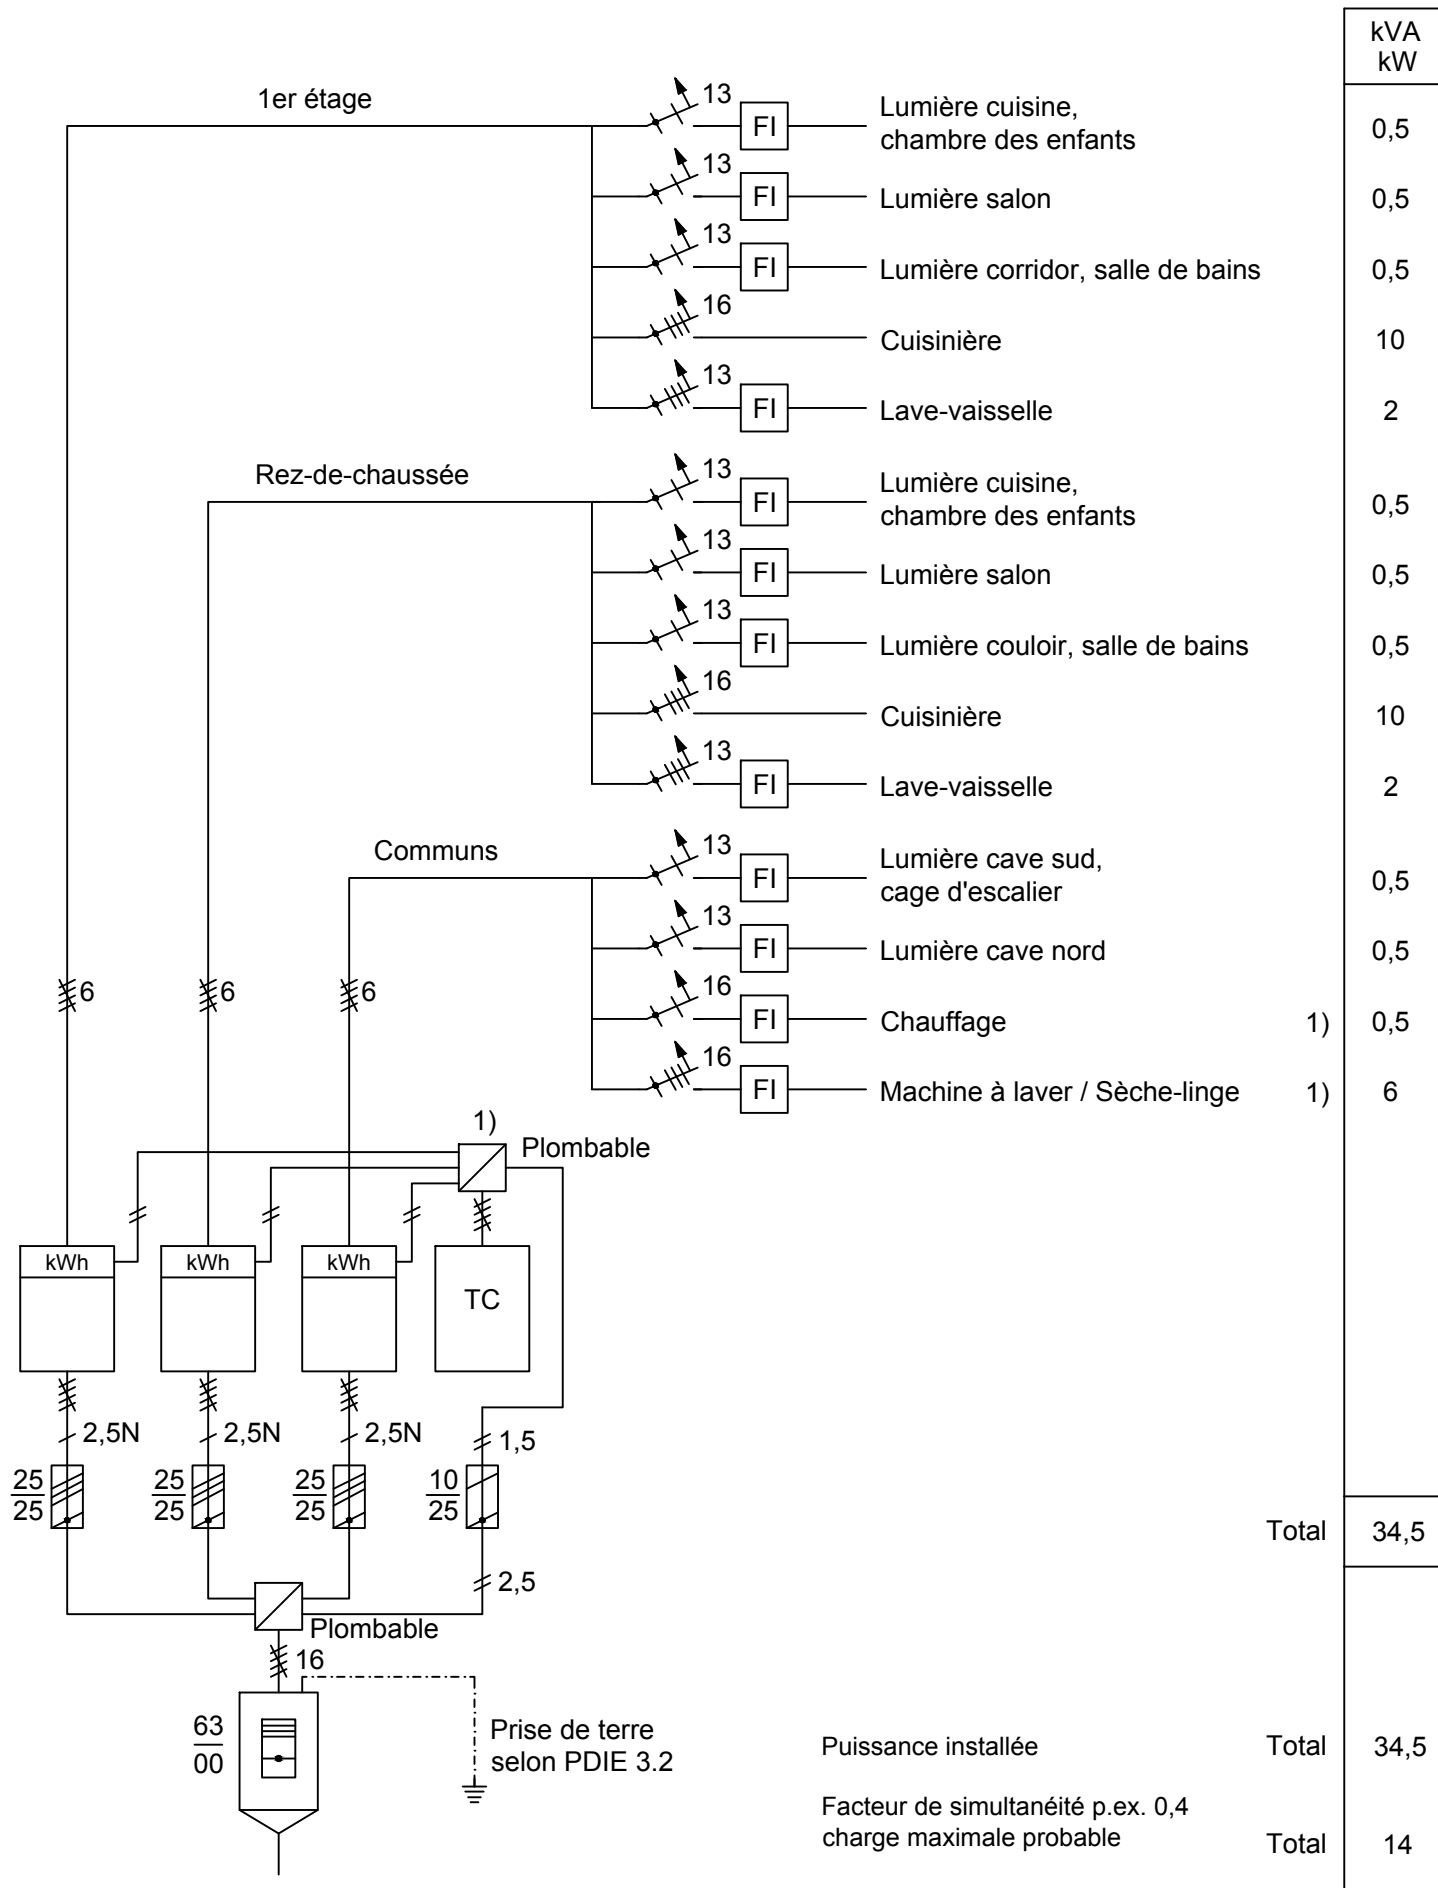 kVA
kW
1er étage
13
FI
Lumière cuisine,
chambre des enfants
0,5
13
FI
Lumière salon
0,5
13
FI
Lumière corridor, salle de bains
0,5
16
Cuisinière
10
13
FI
Lave-vaisselle
2
Rez-de-chaussée
13
FI
Lumière cuisine,
chambre des enfants
0,5
13
FI
Lumière salon
0,5
13
FI
Lumière couloir, salle de bains
0,5
16
Cuisinière
10
13
FI
Lave-vaisselle
2
Communs
13
FI
Lumière cave sud,
cage d'escalier
0,5
13
FI
Lumière cave nord
0,5
6
6
6
16
FI
Chauffage 1) 0,5
16
FI
Machine à laver / Sèche-linge 1) 6
1)
Plombable
kWh
kWh
kWh
TC
2,5N
2,5N
2,5N
1,5
25
25
25
25
25
25
10
25
Total 34,5
2,5
Plombable
16
63
00
Prise de terre
selon PDIE 3.2
Puissance installée Total 34,5
Facteur de simultanéité p.ex. 0,4
charge maximale probable Total 14